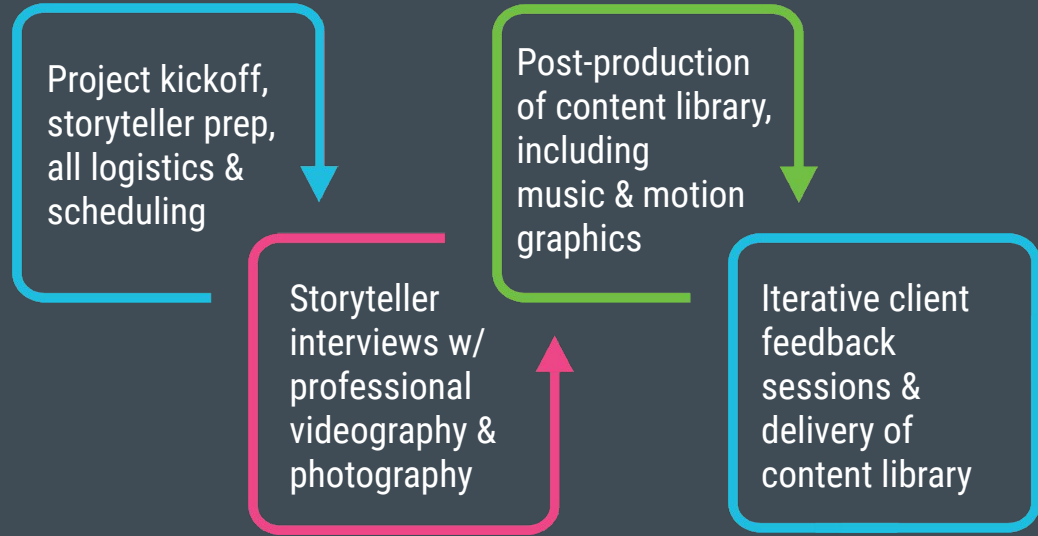 Project kickoff,
storyteller prep,
all logistics &
scheduling
Storyteller
interviews w/
professional
videography &
photography
Post-production
of content library,
including
music & motion
graphics
Iterative client
feedback
sessions &
delivery of
content library